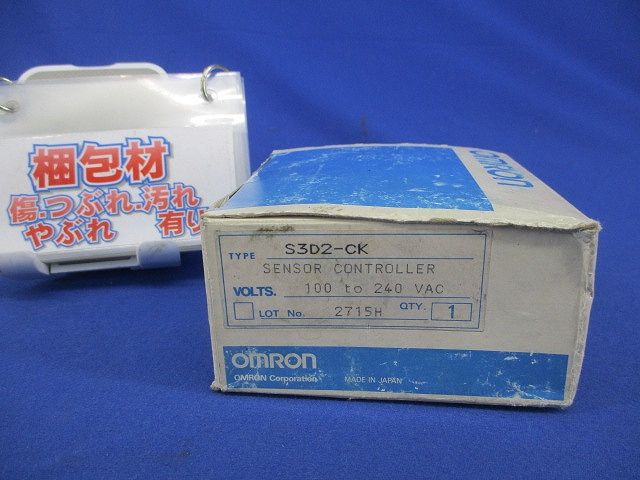 梱包材
傷.つぶれ.汚れ
やぶれ 有り
OMRON
TYPE S3D2-CK
SENSOR CONTROLLER
VOLTS. 100 to 240 VAC
LOT No. 2715H QTY. 1
OMRON
OMRON Corporation MADE IN JAPAN